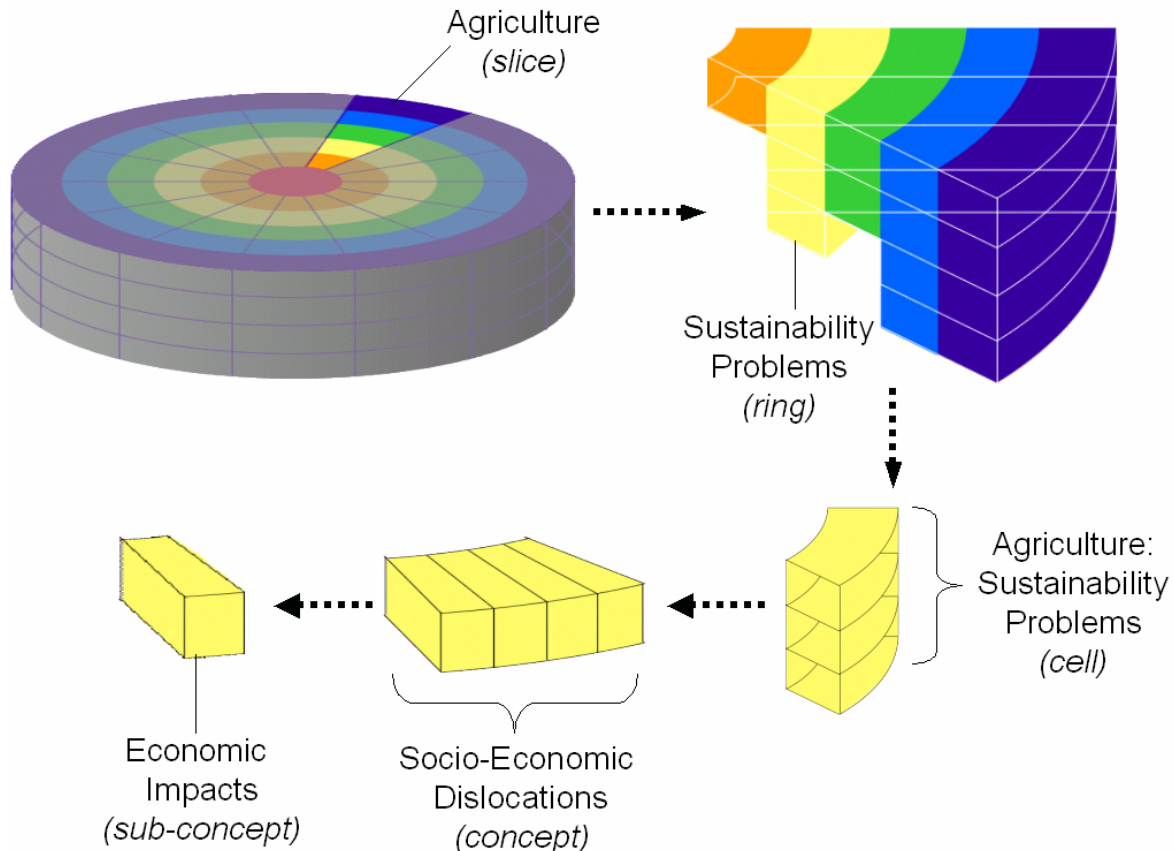 Agriculture
(slice)
Sustainability
Problems
(ring)
Agriculture:
Sustainability
Problems
(cell)
Socio-Economic
Dislocations
(concept)
Economic
Impacts
(sub-concept)